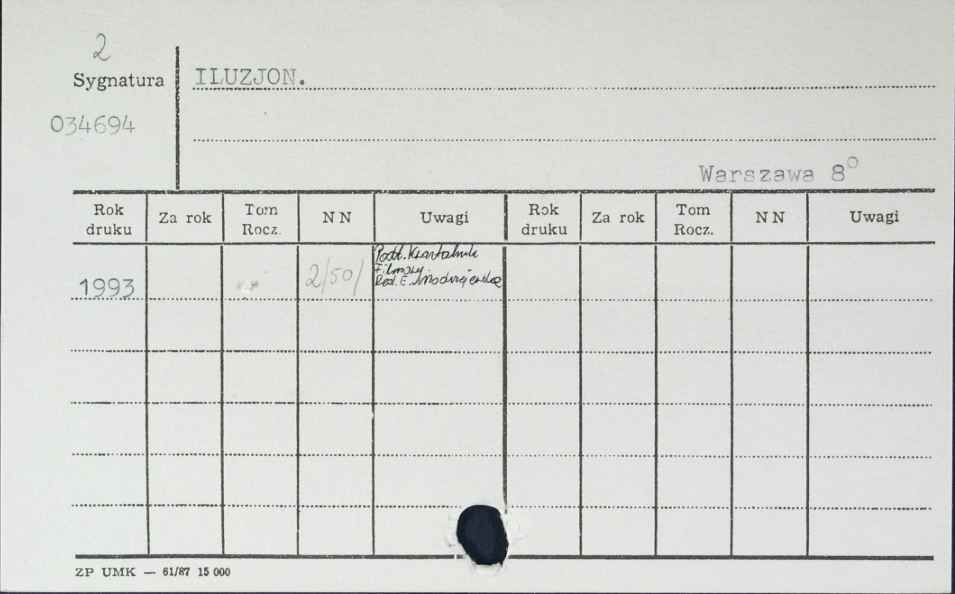 2
Sygnatura ILUZJON.
034694
Warszawa 8°
Rok druku Za rok Tom Rocz. NN Uwagi Rok druku Za rok Tom Rocz. NN Uwagi
Podt. Kwartalnik
Filmowy.
1993 2/50/ Red. E.
ZP UMK — 61/87 15 000